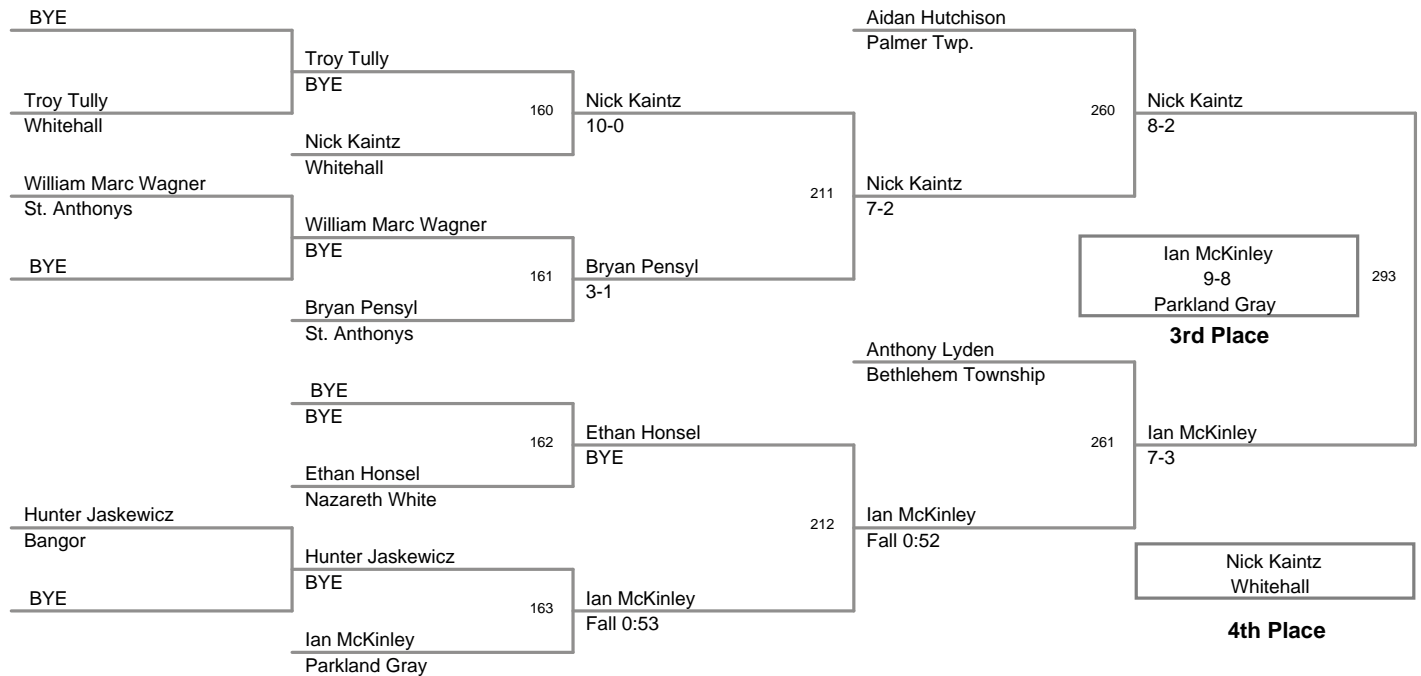 BYE
Troy Tully
Whitehall
William Marc Wagner
St. Anthonys
BYE
Hunter Jaskewicz
Bangor
BYE
Troy Tully
BYE
160
Nick Kaintz
Whitehall
William Marc Wagner
BYE
161
Bryan Pensyl
St. Anthonys
BYE
BYE
162
Ethan Honsel
Nazareth White
Hunter Jaskewicz
BYE
163
Ian McKinley
Parkland Gray
Nick Kaintz
10-0
211
Bryan Pensyl
3-1
Ethan Honsel
BYE
212
Ian McKinley
Fall 0:53
Aidan Hutchison
Palmer Twp.
260
Nick Kaintz
7-2
Anthony Lyden
Bethlehem Township
261
Ian McKinley
Fall 0:52
Nick Kaintz
8-2
Ian McKinley
9-8
Parkland Gray
293
3rd Place
Ian McKinley
7-3
Nick Kaintz
Whitehall
4th Place